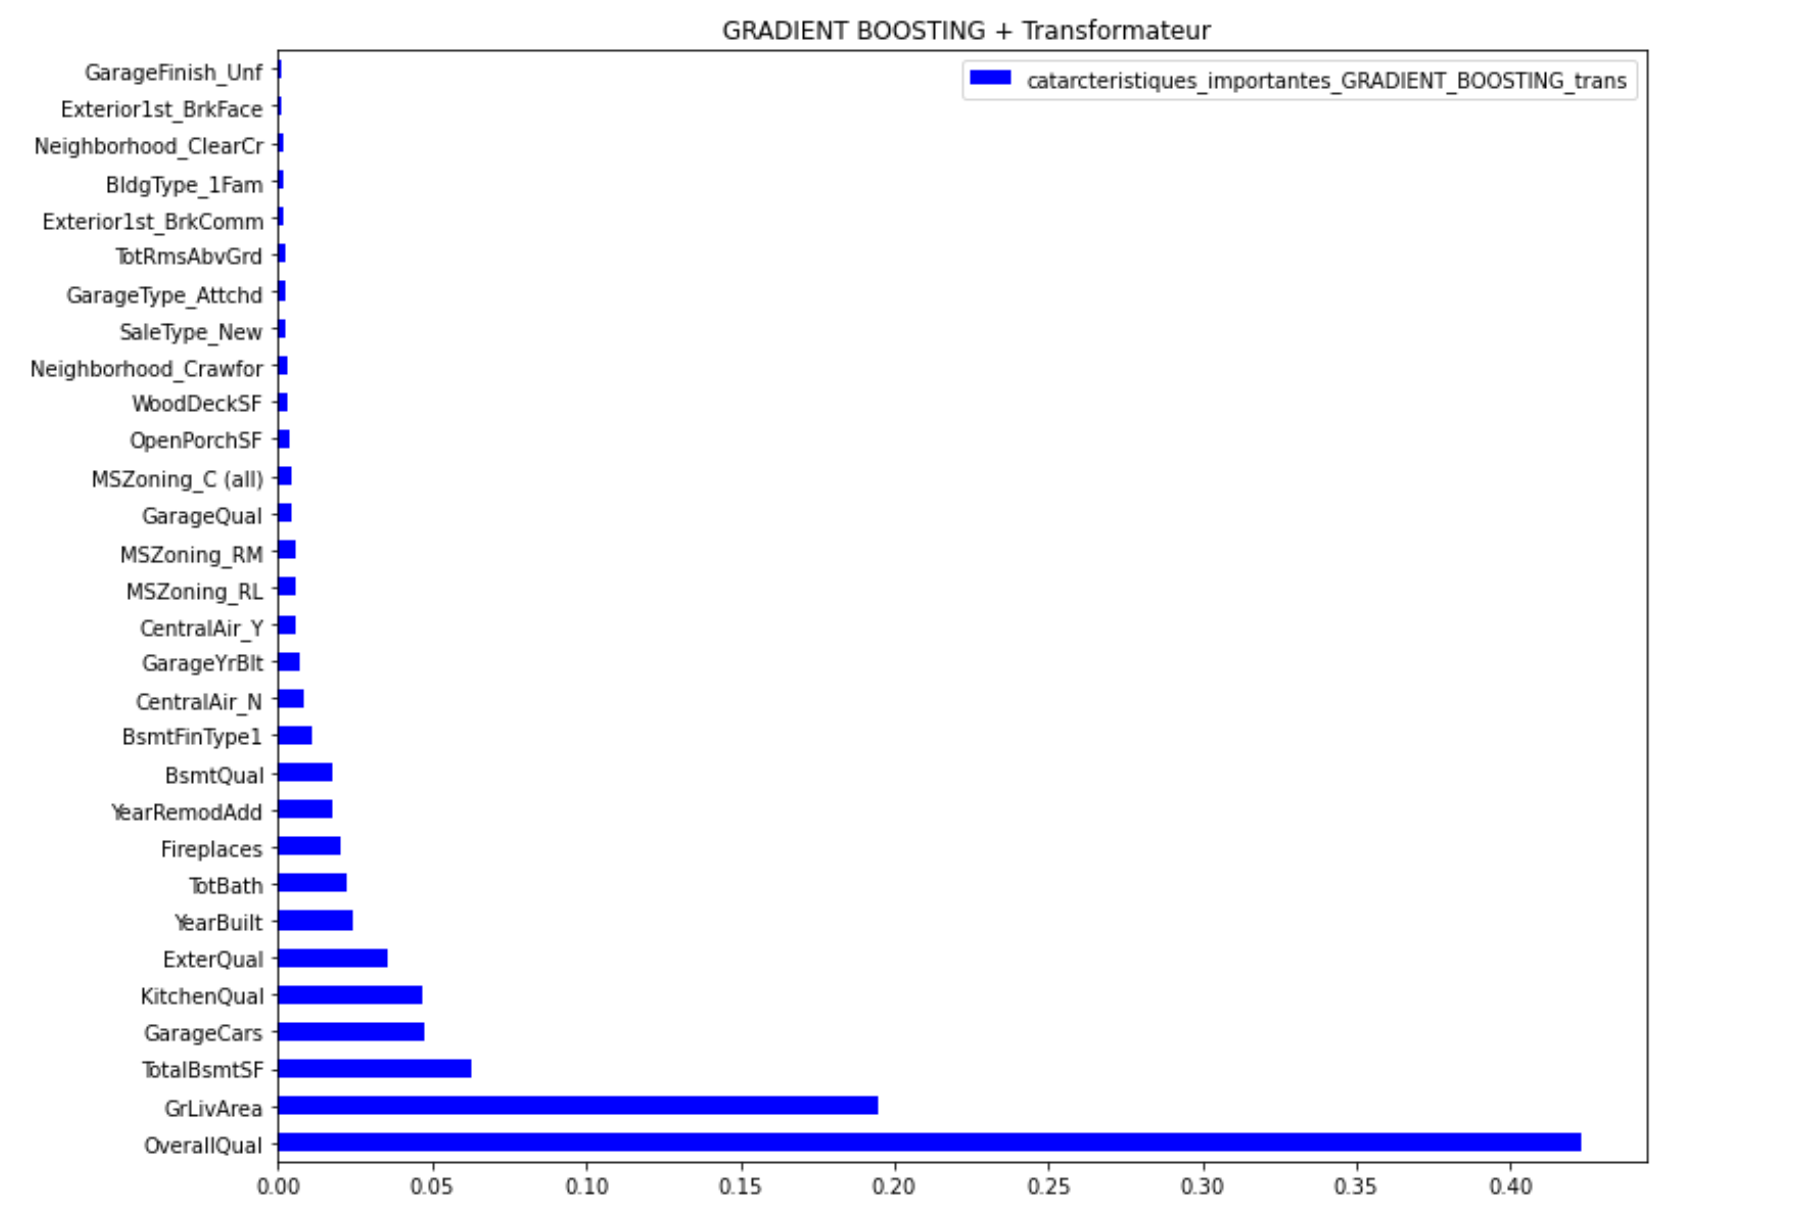 GRADIENT BOOSTING + Transformateur
catarcteristiques_importantes_GRADIENT_BOOSTING_trans
GarageFinish_Unf
Exterior1st_BrkFace
Neighborhood_ClearCr
BldgType_1Fam
Exterior1st_BrkComm
TotRmsAbvGrd
GarageType_Attchd
SaleType_New
Neighborhood_Crawfor
WoodDeckSF
OpenPorchSF
MSZoning_C (all)
GarageQual
MSZoning_RM
MSZoning_RL
CentralAir_Y
GarageYrBlt
CentralAir_N
BsmtFinType1
BsmtQual
YearRemodAdd
Fireplaces
TotBath
YearBuilt
ExterQual
KitchenQual
GarageCars
TotalBsmtSF
GrLivArea
OverallQual
0.00 0.05 0.10 0.15 0.20 0.25 0.30 0.35 0.40